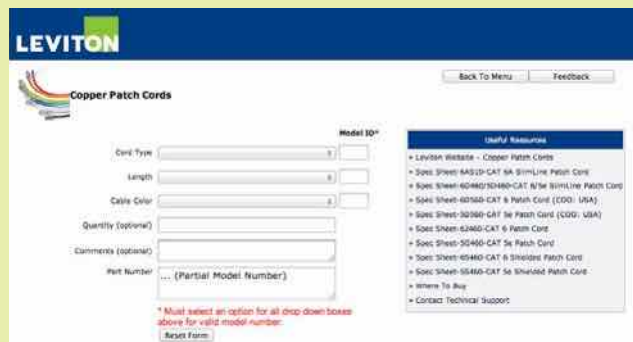 LEVITON
Back To Menu
Feedback
Copper Patch Cords
Model ID*
Cord Type
Length
Cable Color
Quantity (optional)
Comments (optional)
Part Number
... (Partial Model Number)
* Must select an option for all drop down boxes
above for valid model number.
Reset Form
Useful Resources
» Leviton Website - Copper Patch Cords
» Spec Sheet-6AS10-CAT 6A SlimLine Patch Cord
» Spec Sheet-6D460/5D460-CAT 6/5e SlimLine Patch Cord
» Spec Sheet-6D560-CAT 6 Patch Cord (COO: USA)
» Spec Sheet-5D560-CAT 5e Patch Cord (COO: USA)
» Spec Sheet-62460-CAT 6 Patch Cord
» Spec Sheet-5G460-CAT 5e Patch Cord
» Spec Sheet-6S460-CAT 6 Shielded Patch Cord
» Spec Sheet-5S460-CAT 5e Shielded Patch Cord
» Where To Buy
» Contact Technical Support